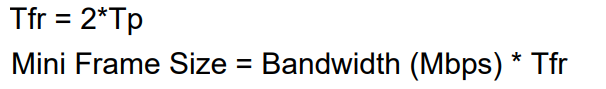 Tfr = 2*Tp
Mini Frame Size = Bandwidth (Mbps) * Tfr